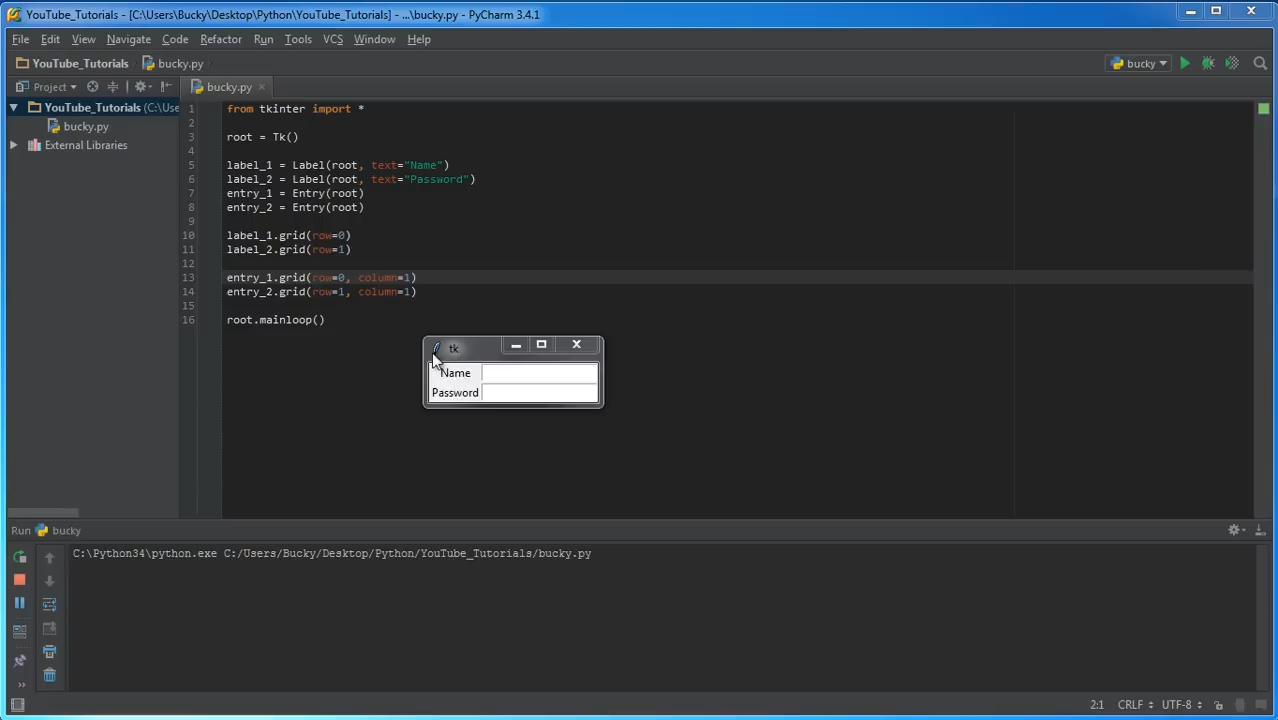 YouTube_Tutorials - [C:\Users\Bucky\Desktop\Python\YouTube_Tutorials] - ...\bucky.py - PyCharm 3.4.1
File Edit View Navigate Code Refactor Run Tools VCS Window Help
YouTube_Tutorials bucky.py bucky
Project bucky.py
YouTube_Tutorials (C:\Use
bucky.py
External Libraries
1 from tkinter import *
2
3 root = Tk()
4
5 label_1 = Label(root, text="Name")
6 label_2 = Label(root, text="Password")
7 entry_1 = Entry(root)
8 entry_2 = Entry(root)
9
10 label_1.grid(row=0)
11 label_2.grid(row=1)
12
13 entry_1.grid(row=0, column=1)
14 entry_2.grid(row=1, column=1)
15
16 root.mainloop()
tk
Name
Password
Run bucky
C:\Python34\python.exe C:/Users/Bucky/Desktop/Python/YouTube_Tutorials/bucky.py
2:1 CRLF UTF-8